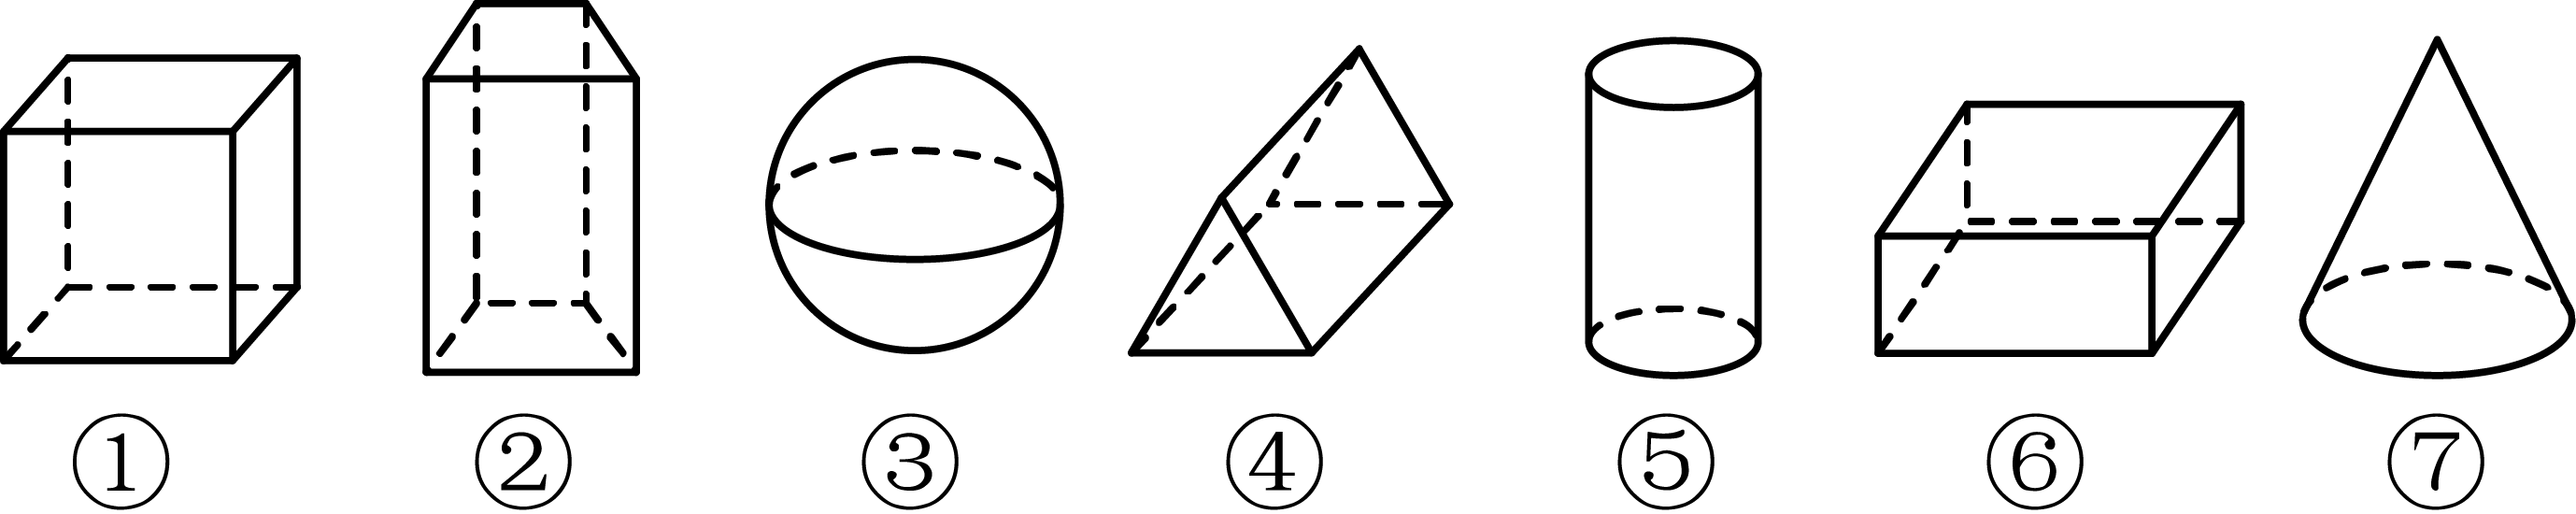 ① ② ③ ④ ⑤ ⑥ ⑦